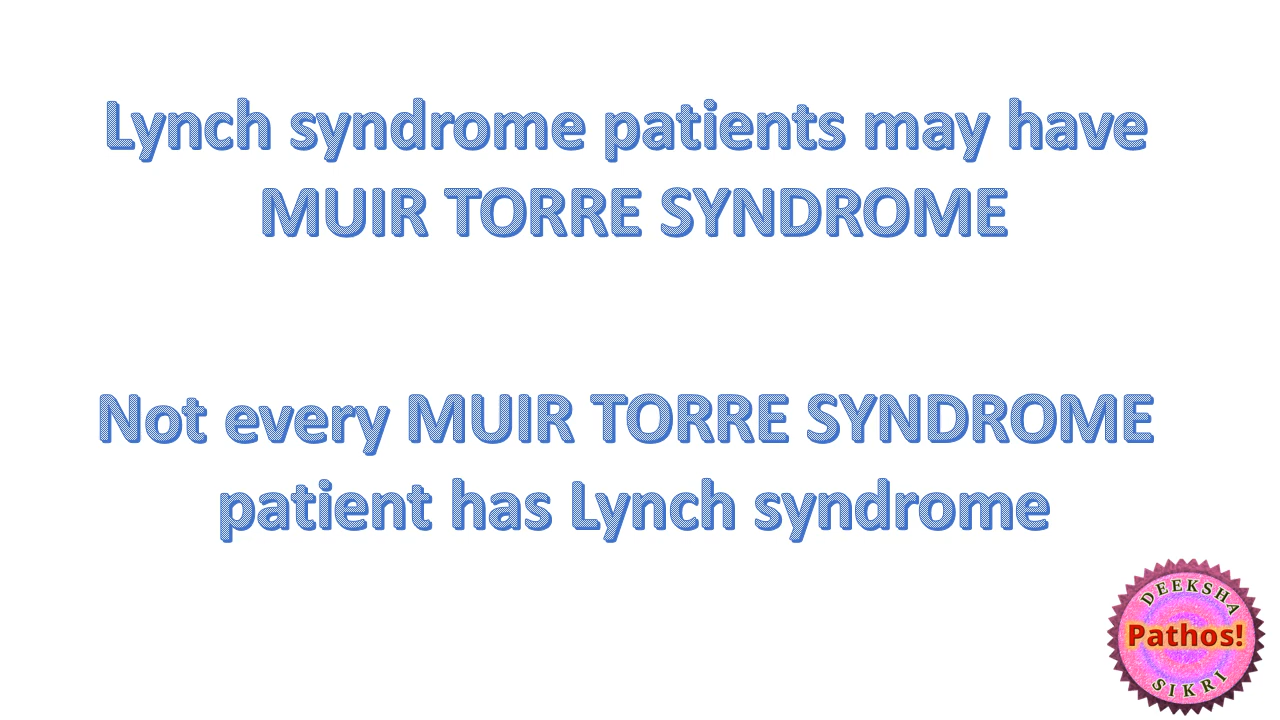 Lynch syndrome patients may have
MUIR TORRE SYNDROME
Not every MUIR TORRE SYNDROME
patient has Lynch syndrome
DEEKSHA
Pathos!
SIKRI